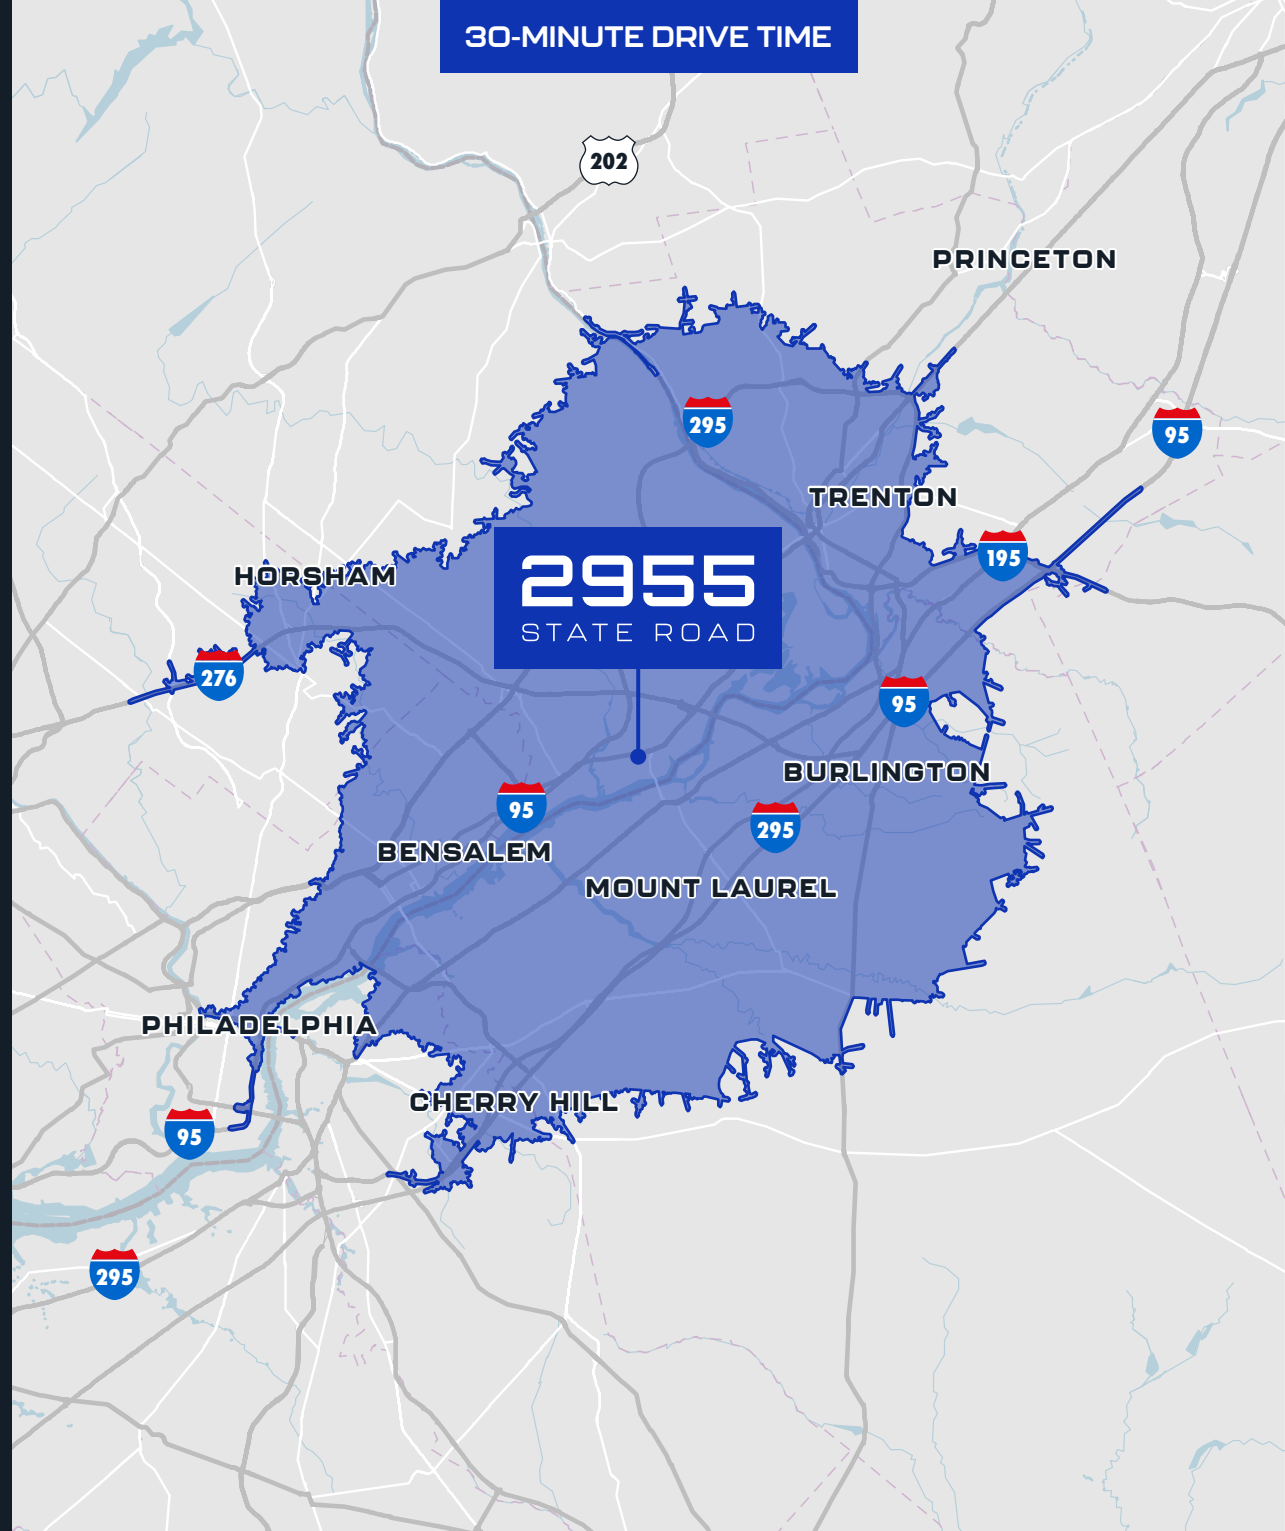 30-MINUTE DRIVE TIME
202
PRINCETON
295
95
TRENTON
195
HORSHAM
2955
STATE ROAD
276
95
BURLINGTON
95
295
BENSALEM
MOUNT LAUREL
PHILADELPHIA
CHERRY HILL
95
295